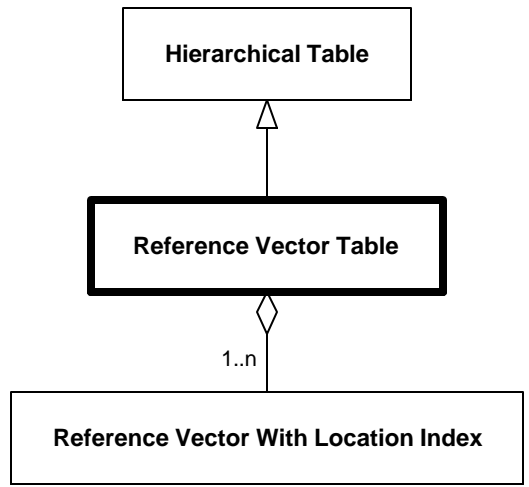 Hierarchical Table
Reference Vector Table
1..n
Reference Vector With Location Index